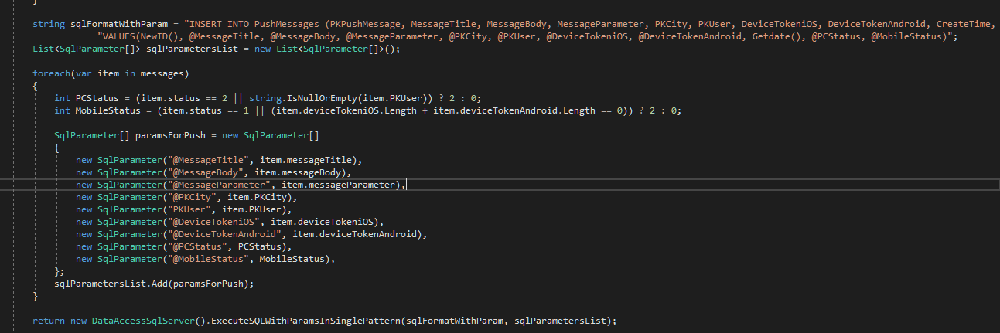 }
string sqlFormatWithParam = "INSERT INTO PushMessages (PKPushMessage, MessageTitle, MessageBody, MessageParameter, PKCity, PKUser, DeviceTokeniOS, DeviceTokenAndroid, CreateTime,
"VALUES(NewID(), @MessageTitle, @MessageBody, @MessageParameter, @PKCity, @PKUser, @DeviceTokeniOS, @DeviceTokenAndroid, Getdate(), @PCStatus, @MobileStatus)";
List<SqlParameter[]> sqlParametersList = new List<SqlParameter[]>();
foreach(var item in messages)
{
int PCStatus = (item.status == 2 || string.IsNullOrEmpty(item.PKUser)) ? 2 : 0;
int MobileStatus = (item.status == 1 || (item.deviceTokeniOS.Length + item.deviceTokenAndroid.Length == 0)) ? 2 : 0;
SqlParameter[] paramsForPush = new SqlParameter[]
{
new SqlParameter("@MessageTitle", item.messageTitle),
new SqlParameter("@MessageBody", item.messageBody),
new SqlParameter("@MessageParameter", item.messageParameter),
new SqlParameter("@PKCity", item.PKCity),
new SqlParameter("PKUser", item.PKUser),
new SqlParameter("@DeviceTokeniOS", item.deviceTokeniOS),
new SqlParameter("@DeviceTokenAndroid", item.deviceTokenAndroid),
new SqlParameter("@PCStatus", PCStatus),
new SqlParameter("@MobileStatus", MobileStatus),
};
sqlParametersList.Add(paramsForPush);
}
return new DataAccessSqlServer().ExecuteSQLWithParamsInSinglePattern(sqlFormatWithParam, sqlParametersList);